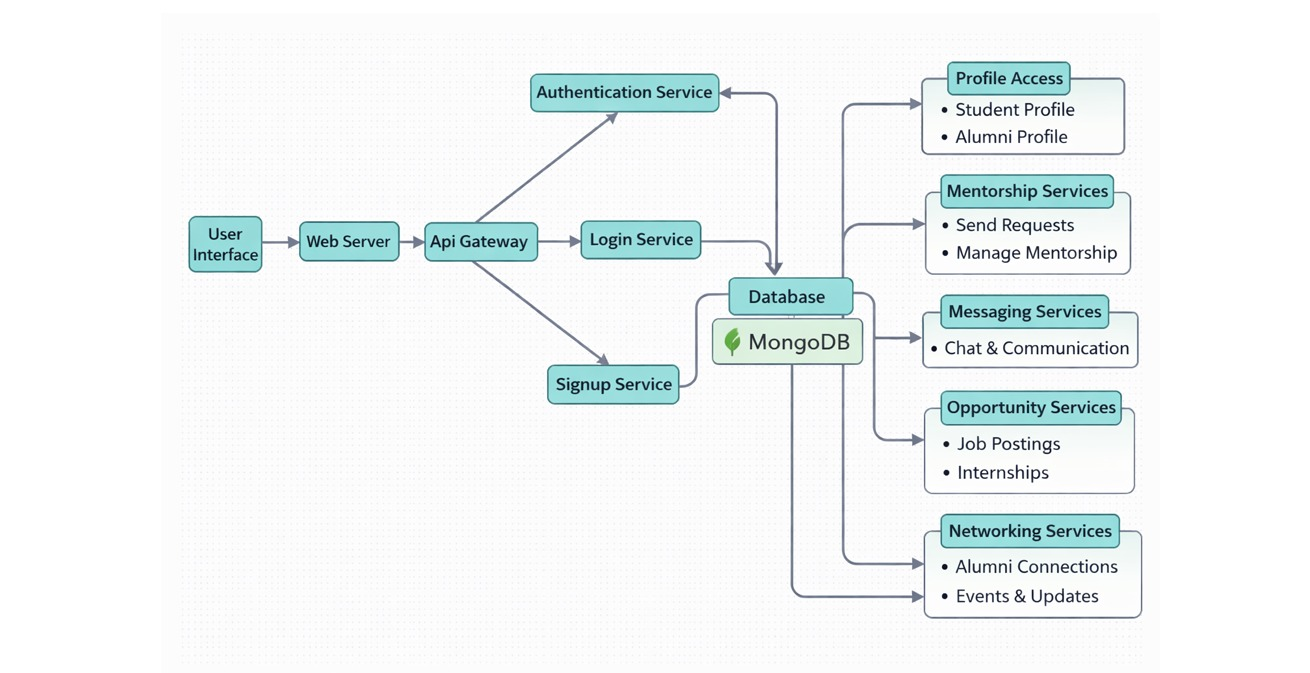 Authentication Service
User
Interface
Web Server
Api Gateway
Login Service
Signup Service
Database
MongoDB
Profile Access
• Student Profile
• Alumni Profile
Mentorship Services
• Send Requests
• Manage Mentorship
Messaging Services
• Chat & Communication
Opportunity Services
• Job Postings
• Internships
Networking Services
• Alumni Connections
• Events & Updates